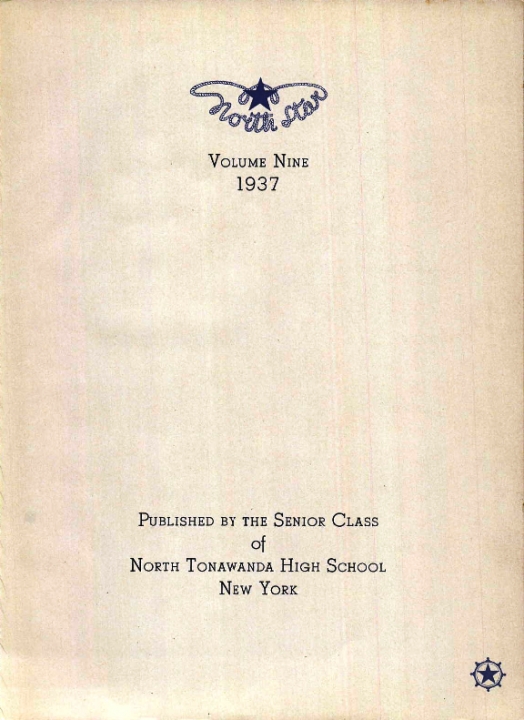 North Star
Volume Nine
1937
Published by the Senior Class
of
North Tonawanda High School
New York